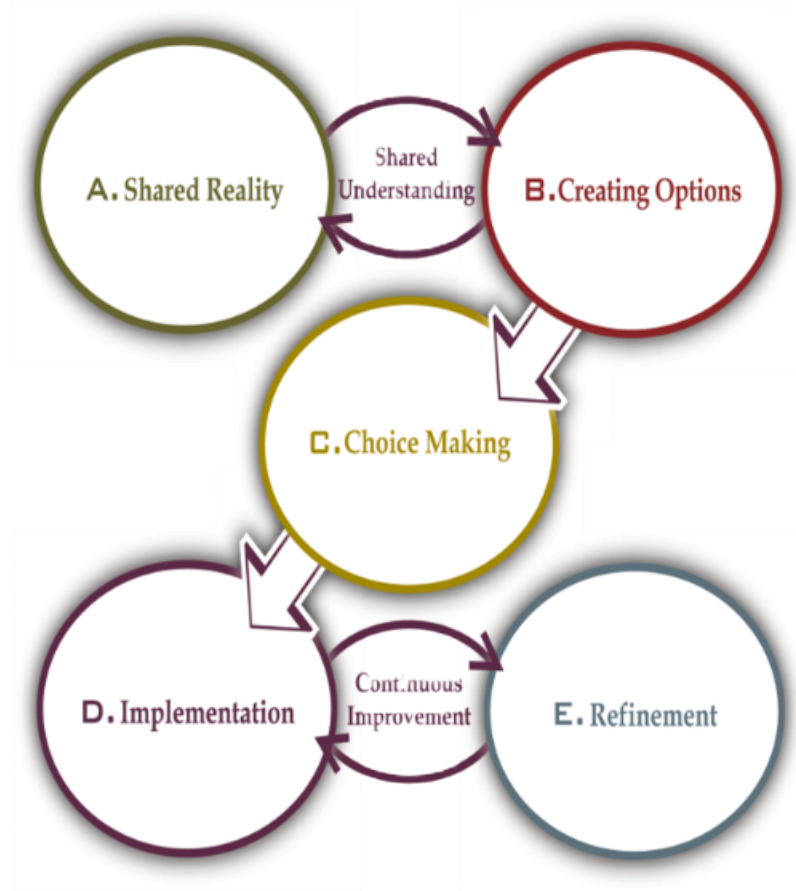 Shared
Understanding
A. Shared Reality
B. Creating Options
C. Choice Making
Continuous
Improvement
D. Implementation
E. Refinement